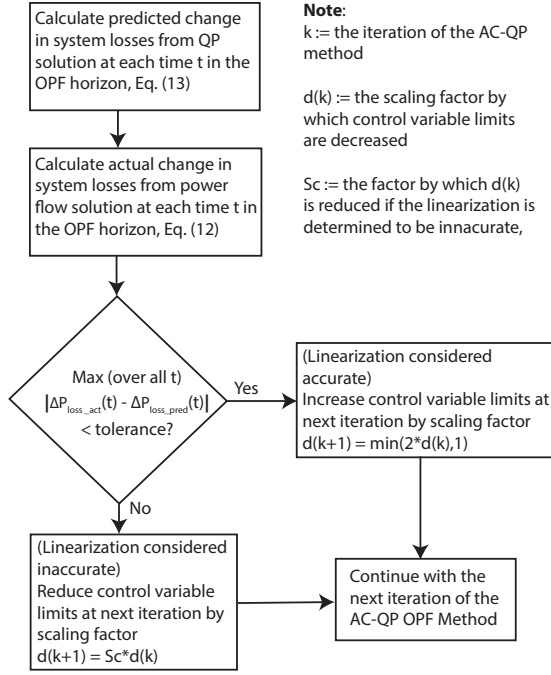 Calculate predicted change
in system losses from QP
solution at each time t in the
OPF horizon, Eq. (13)
Note:
k := the iteration of the AC-QP
method
d(k) := the scaling factor by
which control variable limits
are decreased
Sc := the factor by which d(k)
is reduced if the linearization is
determined to be innacurate,
Calculate actual change in
system losses from power
flow solution at each time t in
the OPF horizon, Eq. (12)
Max (over all t)
|ΔP_loss_act(t) - ΔP_loss_pred(t)|
< tolerance?
Yes
(Linearization considered
accurate)
Increase control variable limits at
next iteration by scaling factor
d(k+1) = min(2*d(k),1)
No
(Linearization considered
inaccurate)
Reduce control variable
limits at next iteration by
scaling factor
d(k+1) = Sc*d(k)
Continue with the
next iteration of the
AC-QP OPF Method